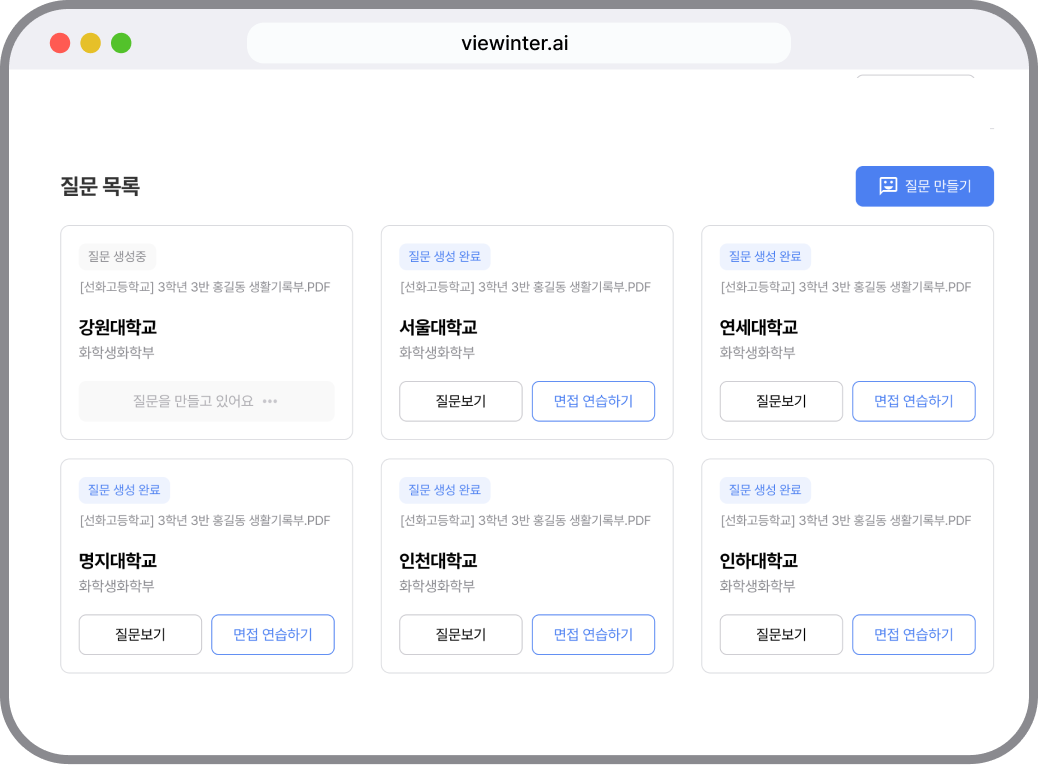 viewinter.ai
질문 목록
질문 만들기
질문 생성중
[선화고등학교] 3학년 3반 홍길동 생활기록부.PDF
강원대학교
화학생화학부
질문을 만들고 있어요 •••
질문 생성 완료
[선화고등학교] 3학년 3반 홍길동 생활기록부.PDF
서울대학교
화학생화학부
질문보기
면접 연습하기
질문 생성 완료
[선화고등학교] 3학년 3반 홍길동 생활기록부.PDF
연세대학교
화학생화학부
질문보기
면접 연습하기
질문 생성 완료
[선화고등학교] 3학년 3반 홍길동 생활기록부.PDF
명지대학교
화학생화학부
질문보기
면접 연습하기
질문 생성 완료
[선화고등학교] 3학년 3반 홍길동 생활기록부.PDF
인천대학교
화학생화학부
질문보기
면접 연습하기
질문 생성 완료
[선화고등학교] 3학년 3반 홍길동 생활기록부.PDF
인하대학교
화학생화학부
질문보기
면접 연습하기